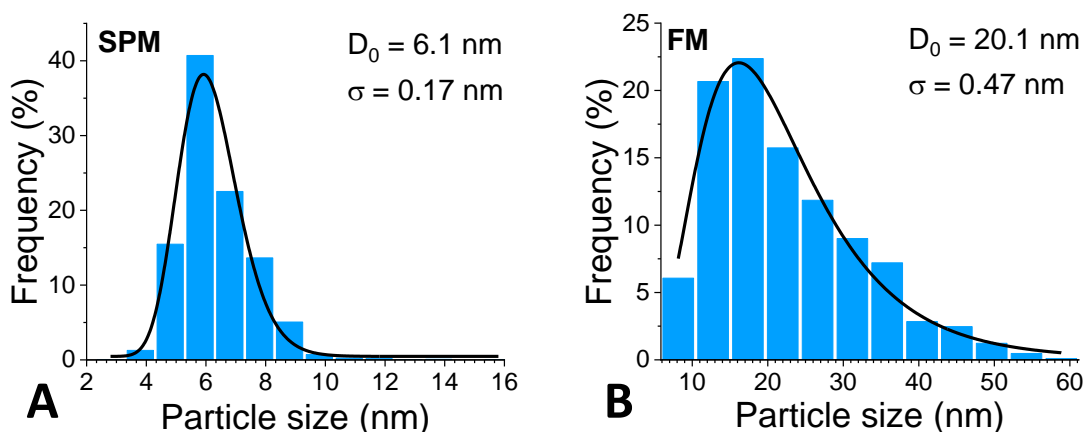 SPM
D₀ = 6.1 nm
σ = 0.17 nm
Frequency (%)
40
30
20
10
0
2 4 6 8 10 12 14 16
Particle size (nm)
A
FM
D₀ = 20.1 nm
σ = 0.47 nm
Frequency (%)
25
20
15
10
5
0
10 20 30 40 50 60
Particle size (nm)
B